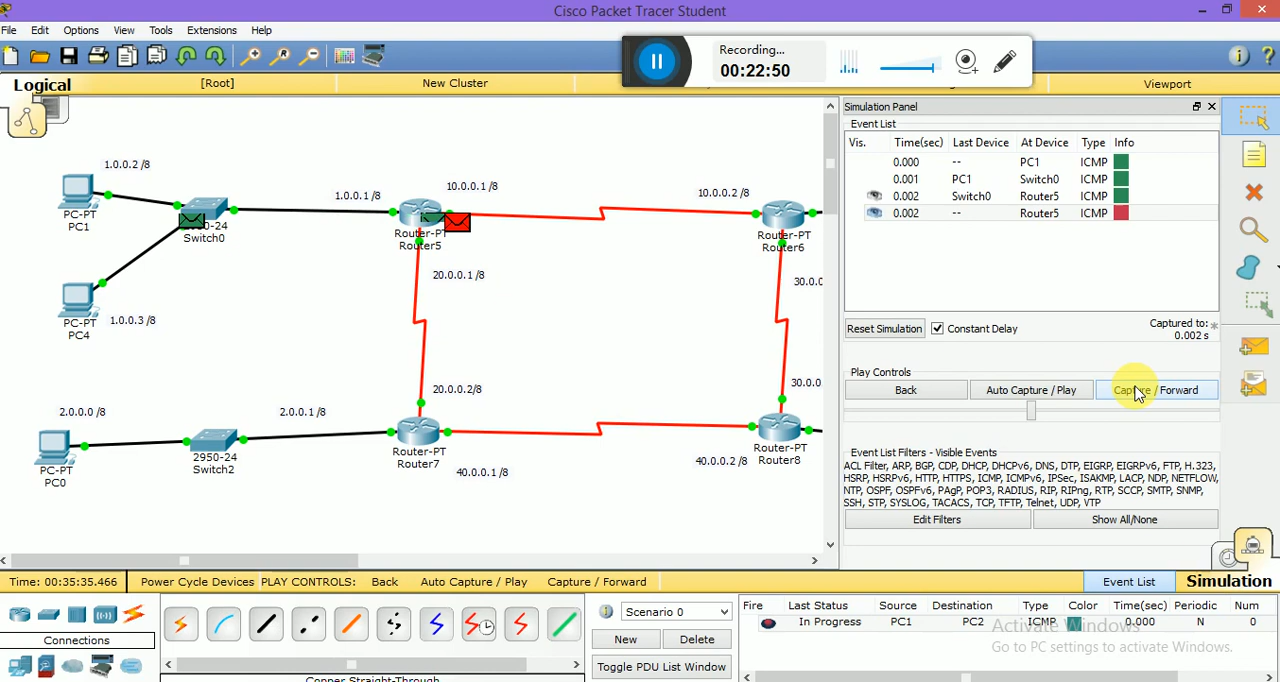 Cisco Packet Tracer Student
File Edit Options View Tools Extensions Help
Recording...
00:22:50
Logical [Root] New Cluster Viewport
1.0.0.2 /8
PC-PT
PC1
1.0.0.1 /8
10.0.0.1 /8
10.0.0.2 /8
Switch0
Router-PT
Router5
Router-PT
Router6
20.0.0.1 /8
30.0.0
PC-PT
PC4
1.0.0.3 /8
20.0.0.2/8
30.0.0
2.0.0.0 /8
2.0.0.1 /8
PC-PT
PC0
2950-24
Switch2
Router-PT
Router7
40.0.0.1 /8
40.0.0.2 /8
Router-PT
Router8
Simulation Panel
Event List
Vis. Time(sec) Last Device At Device Type Info
0.000 -- PC1 ICMP
0.001 PC1 Switch0 ICMP
0.002 Switch0 Router5 ICMP
0.002 -- Router5 ICMP
Reset Simulation Constant Delay Captured to: *
0.002 s
Play Controls
Back Auto Capture / Play Capture / Forward
Event List Filters - Visible Events
ACL Filter, ARP, BGP, CDP, DHCP, DHCPv6, DNS, DTP, EIGRP, EIGRPv6, FTP, H.323,
HSRP, HSRPv6, HTTP, HTTPS, ICMP, ICMPv6, IPSec, ISAKMP, LACP, NDP, NETFLOW,
NTP, OSPF, OSPFv6, PAgP, POP3, RADIUS, RIP, RIPng, RTP, SCCP, SMTP, SNMP,
SSH, STP, SYSLOG, TACACS, TCP, TFTP, Telnet, UDP, VTP
Edit Filters Show All/None
Time: 00:35:35.466 Power Cycle Devices PLAY CONTROLS: Back Auto Capture / Play Capture / Forward Event List Simulation
Connections
Copper Straight-Through
Scenario 0
New Delete
Toggle PDU List Window
Fire Last Status Source Destination Type Color Time(sec) Periodic Num
In Progress PC1 PC2 ICMP 0.000 N 0
Activate Windows
Go to PC settings to activate Windows.